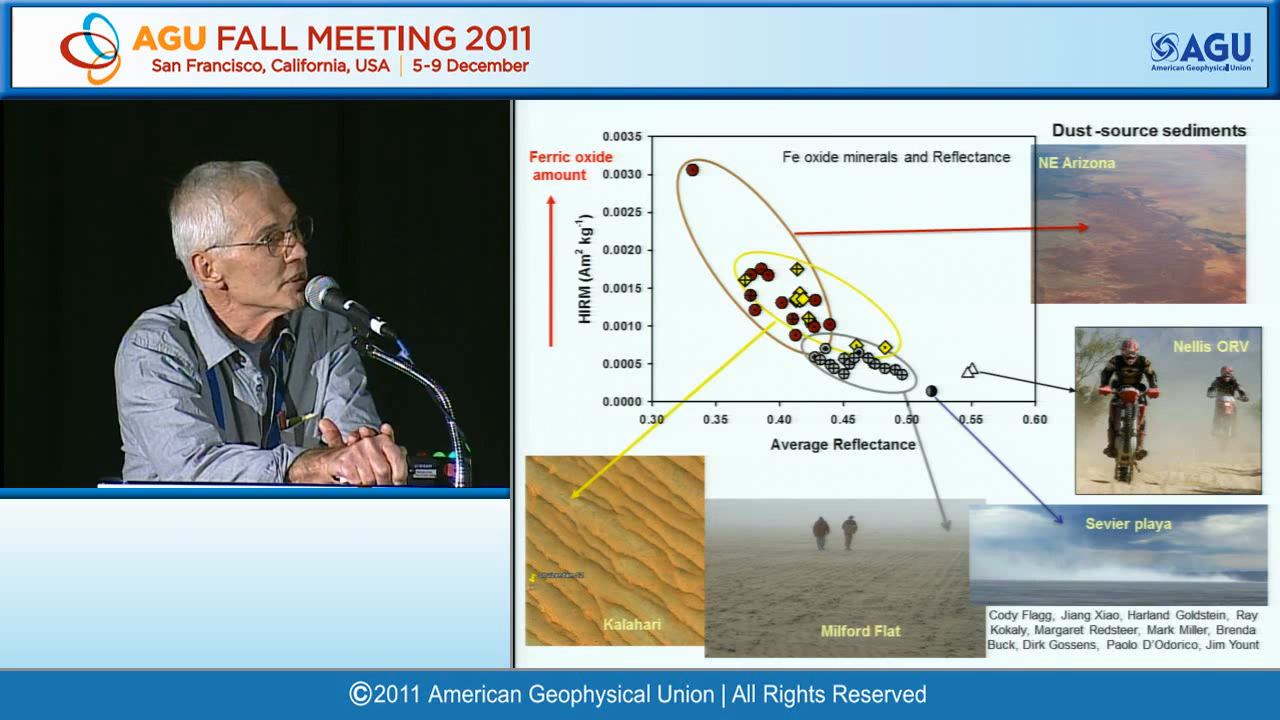 AGU FALL MEETING 2011
San Francisco, California, USA | 5-9 December
AGU
American Geophysical Union
Dust -source sediments
Ferric oxide
amount
HIRM (Am² kg⁻¹)
0.0035
0.0030
0.0025
0.0020
0.0015
0.0010
0.0005
0.0000
Fe oxide minerals and Reflectance
0.30 0.35 0.40 0.45 0.50 0.55 0.60
Average Reflectance
NE Arizona
Nellis ORV
Sevier playa
Kalahari
Milford Flat
Cody Flagg, Jiang Xiao, Harland Goldstein, Ray
Kokaly, Margaret Redsteer, Mark Miller, Brenda
Buck, Dirk Gossens, Paolo D'Odorico, Jim Yount
©2011 American Geophysical Union | All Rights Reserved